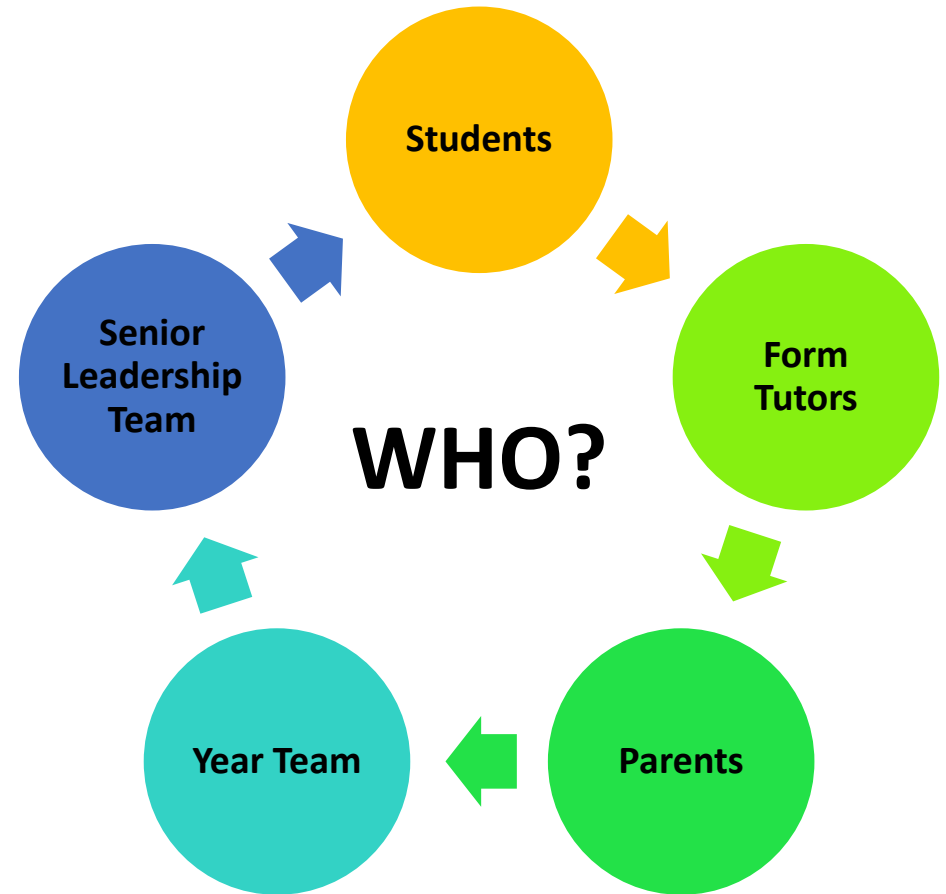 Students
Form
Tutors
Parents
Year Team
Senior
Leadership
Team
WHO?